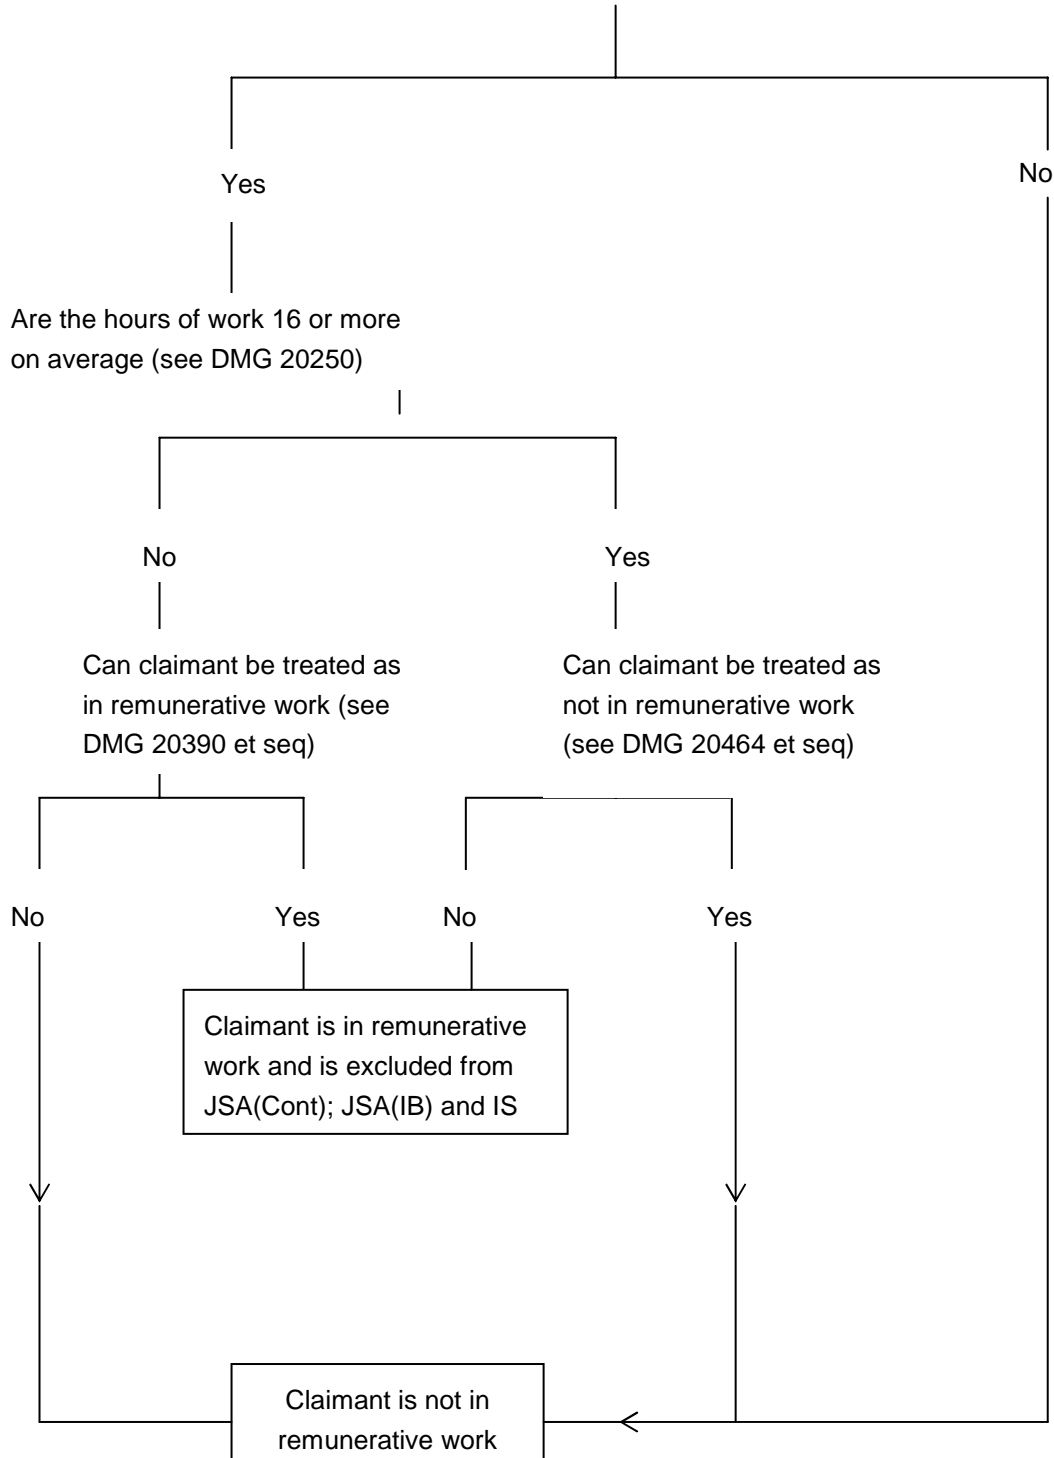 Yes
No
Are the hours of work 16 or more
on average (see DMG 20250)
No
Yes
Can claimant be treated as
in remunerative work (see
DMG 20390 et seq)
Can claimant be treated as
not in remunerative work
(see DMG 20464 et seq)
No
Yes
No
Yes
Claimant is in remunerative
work and is excluded from
JSA(Cont); JSA(IB) and IS
Claimant is not in
remunerative work